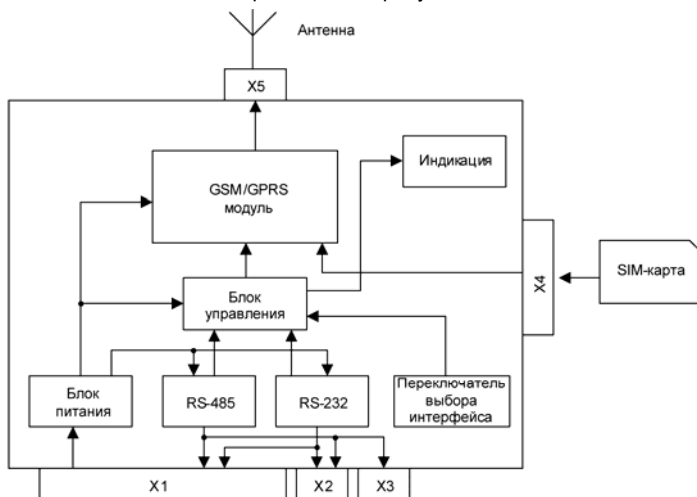 Антенна
X5
Индикация
GSM/GPRS
модуль
X4
SIM-карта
Блок
управления
Блок
питания
RS-485
RS-232
Переключатель
выбора
интерфейса
X1
X2
X3